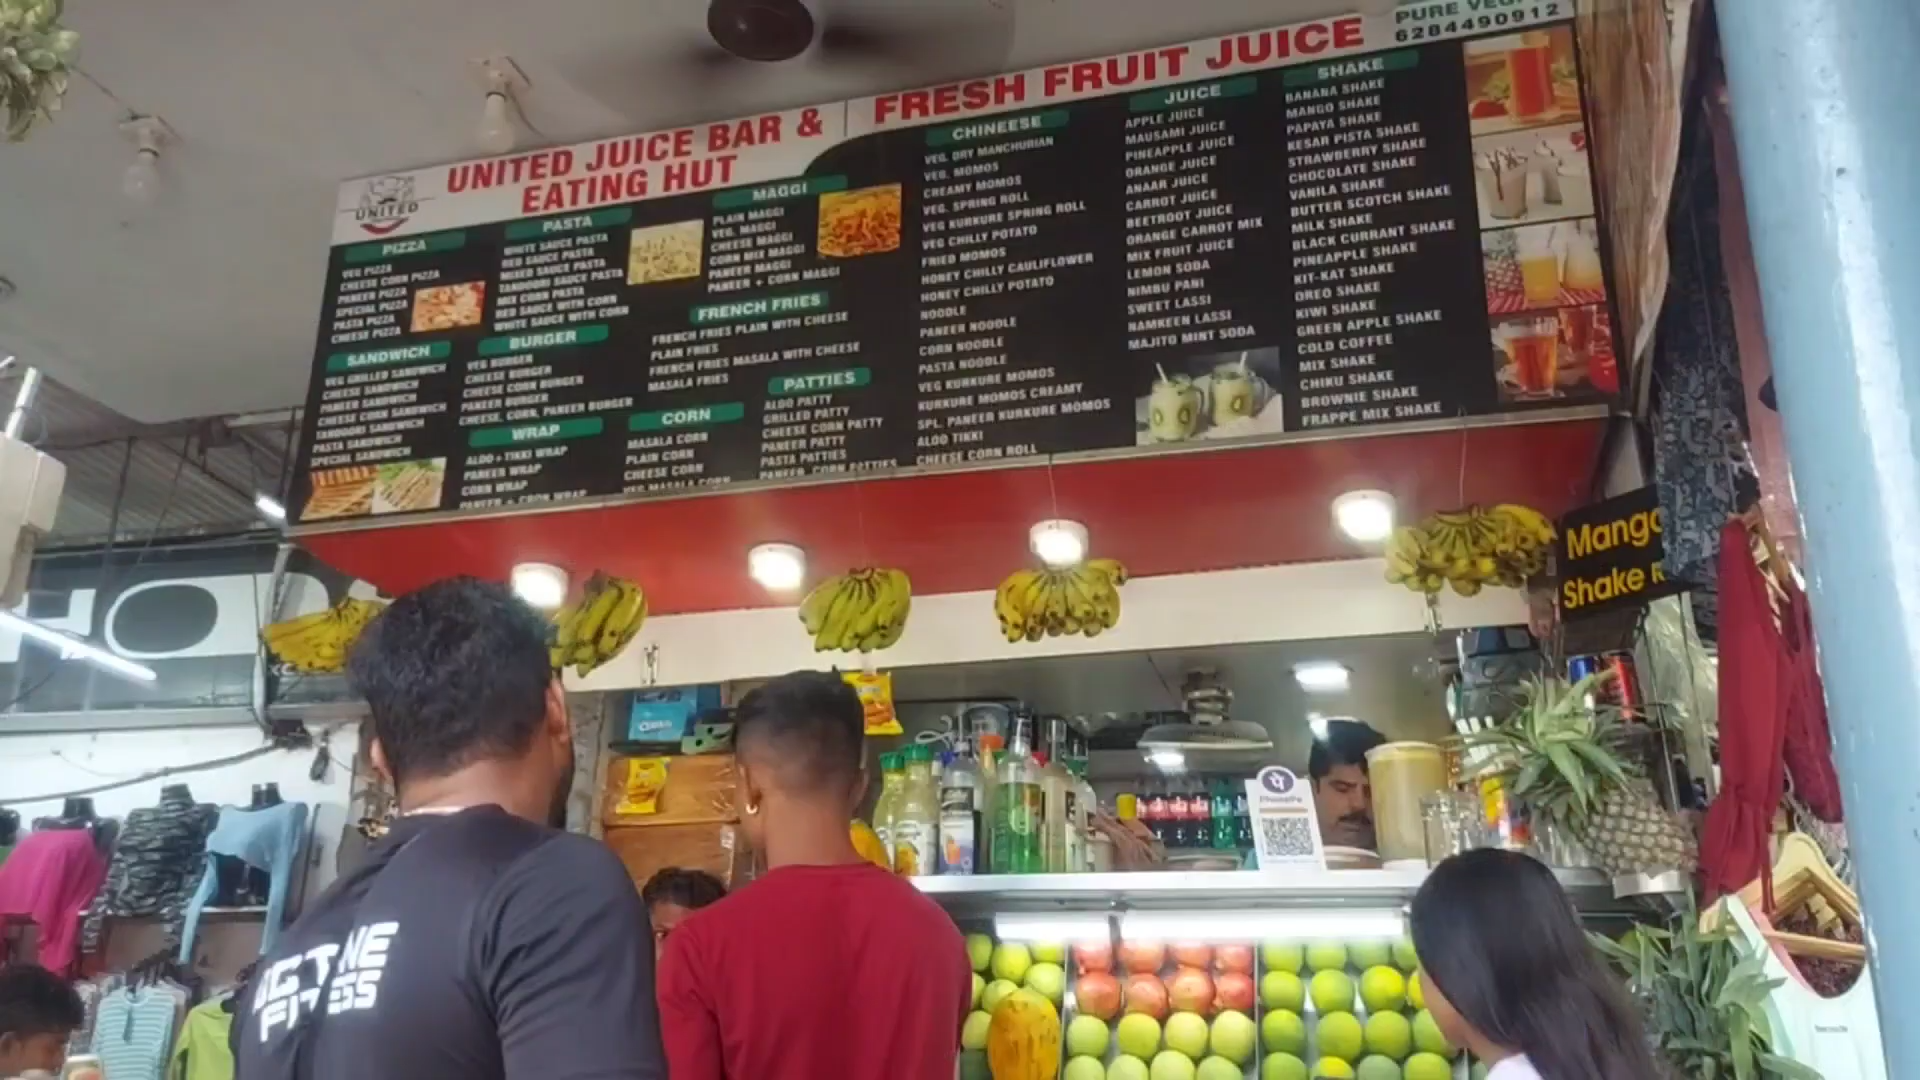 UNITED JUICE BAR &
EATING HUT
FRESH FRUIT JUICE
PURE VEG
6284490912
UNITED
PIZZA
VEG PIZZA
CHEESE CORN PIZZA
PANEER PIZZA
SPECIAL PIZZA
PASTA PIZZA
CHEESE PIZZA
SANDWICH
VEG GRILLED SANDWICH
CHEESE SANDWICH
PANEER SANDWICH
CHEESE CORN SANDWICH
TANDOORI SANDWICH
PASTA SANDWICH
SPECIAL SANDWICH
PASTA
WHITE SAUCE PASTA
RED SAUCE PASTA
MIXED SAUCE PASTA
TANDOORI SAUCE PASTA
MIX CORN PASTA
RED SAUCE WITH CORN
WHITE SAUCE WITH CORN
BURGER
VEG BURGER
CHEESE BURGER
CHEESE CORN BURGER
PANEER BURGER
CHEESE, CORN, PANEER BURGER
WRAP
ALOO + TIKKI WRAP
PANEER WRAP
CORN WRAP
PANEER + CRON WRAP
MAGGI
PLAIN MAGGI
VEG. MAGGI
CHEESE MAGGI
CORN MIX MAGGI
PANEER MAGGI
PANEER + CORN MAGGI
FRENCH FRIES
FRENCH FRIES PLAIN WITH CHEESE
PLAIN FRIES
FRENCH FRIES MASALA WITH CHEESE
MASALA FRIES
CORN
MASALA CORN
PLAIN CORN
CHEESE CORN
VEG MASALA CORN
PATTIES
ALOO PATTY
GRILLED PATTY
CHEESE CORN PATTY
PANEER PATTY
PASTA PATTIES
PANEER, CORN PATTIES
CHINEESE
VEG. DRY MANCHURIAN
VEG. MOMOS
CREAMY MOMOS
VEG. SPRING ROLL
VEG KURKURE SPRING ROLL
VEG CHILLY POTATO
FRIED MOMOS
HONEY CHILLY CAULIFLOWER
HONEY CHILLY POTATO
NOODLE
PANEER NOODLE
CORN NOODLE
PASTA NOODLE
VEG KURKURE MOMOS
KURKURE MOMOS CREAMY
SPL. PANEER KURKURE MOMOS
ALOO TIKKI
CHEESE CORN ROLL
JUICE
APPLE JUICE
MAUSAMI JUICE
PINEAPPLE JUICE
ORANGE JUICE
ANAAR JUICE
CARROT JUICE
BEETROOT JUICE
ORANGE CARROT MIX
MIX FRUIT JUICE
LEMON SODA
NIMBU PANI
SWEET LASSI
NAMKEEN LASSI
MAJITO MINT SODA
SHAKE
BANANA SHAKE
MANGO SHAKE
PAPAYA SHAKE
KESAR PISTA SHAKE
STRAWBERRY SHAKE
CHOCOLATE SHAKE
VANILA SHAKE
BUTTER SCOTCH SHAKE
MILK SHAKE
BLACK CURRANT SHAKE
PINEAPPLE SHAKE
KIT-KAT SHAKE
OREO SHAKE
KIWI SHAKE
GREEN APPLE SHAKE
COLD COFFEE
MIX SHAKE
CHIKU SHAKE
BROWNIE SHAKE
FRAPPE MIX SHAKE
Mango
Shake
PhonePe